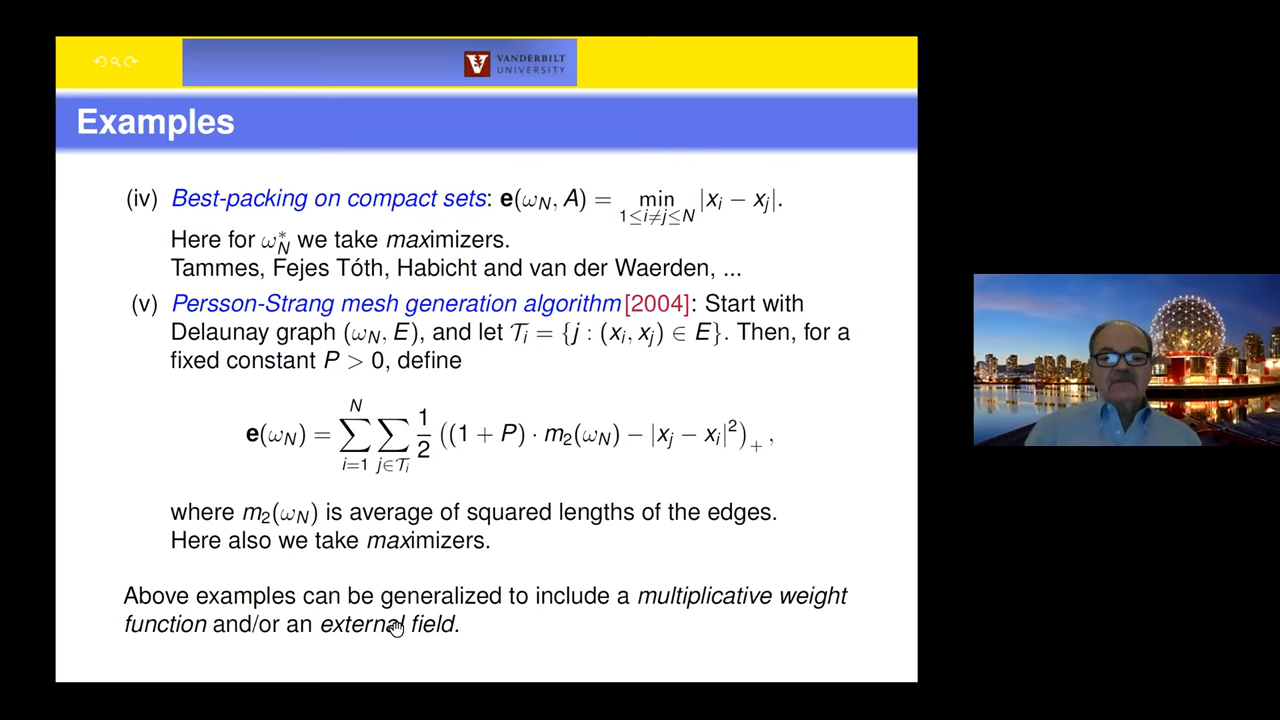 VANDERBILT
UNIVERSITY
Examples
(iv) Best-packing on compact sets: e(ω_N, A) = min_{1≤i≠j≤N} |x_i − x_j|.
Here for ω*_N we take maximizers.
Tammes, Fejes Tóth, Habicht and van der Waerden, ...
(v) Persson-Strang mesh generation algorithm [2004]: Start with
Delaunay graph (ω_N, E), and let 𝒯_i = {j : (x_i, x_j) ∈ E}. Then, for a
fixed constant P > 0, define
e(ω_N) = ∑_{i=1}^{N} ∑_{j∈𝒯_i} 1/2 ((1 + P) · m_2(ω_N) − |x_j − x_i|^2)_+ ,
where m_2(ω_N) is average of squared lengths of the edges.
Here also we take maximizers.
Above examples can be generalized to include a multiplicative weight
function and/or an external field.